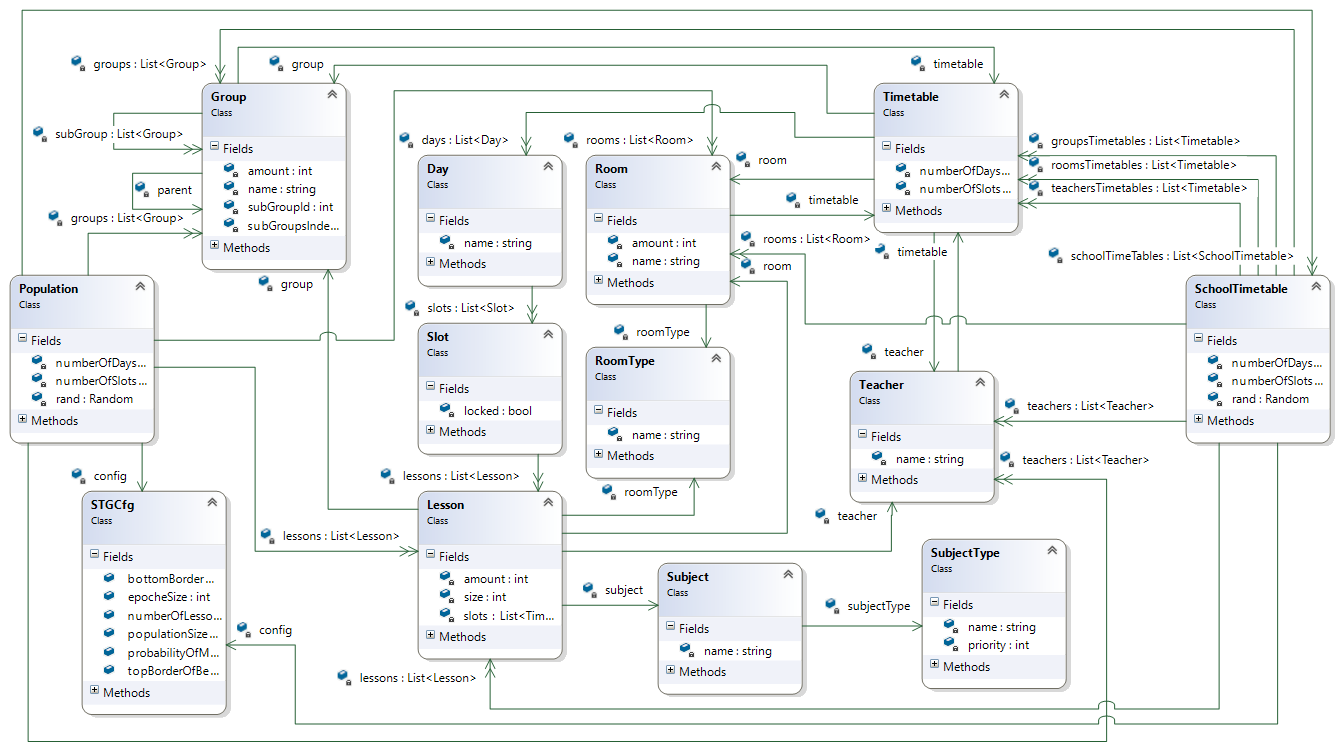 groups : List<Group>
group
timetable
Group
Class
Fields
amount : int
name : string
subGroupId : int
subGroupsInde...
Methods
subGroup : List<Group>
parent
groups : List<Group>
group
days : List<Day>
Day
Class
Fields
name : string
Methods
rooms : List<Room>
Room
Class
Fields
amount : int
name : string
Methods
room
timetable
Timetable
Class
Fields
numberOfDays...
numberOfSlots...
Methods
groupsTimetables : List<Timetable>
roomsTimetables : List<Timetable>
teachersTimetables : List<Timetable>
rooms : List<Room>
room
timetable
schoolTimeTables : List<SchoolTimetable>
Population
Class
Fields
numberOfDays...
numberOfSlots...
rand : Random
Methods
slots : List<Slot>
Slot
Class
Fields
locked : bool
Methods
roomType
RoomType
Class
Fields
name : string
Methods
roomType
teacher
Teacher
Class
Fields
name : string
Methods
SchoolTimetable
Class
Fields
numberOfDays...
numberOfSlots...
rand : Random
Methods
teachers : List<Teacher>
teachers : List<Teacher>
config
STGCfg
Class
Fields
bottomBorder...
epocheSize : int
numberOfLesso...
populationSize...
probabilityOfM...
topBorderOfBe...
Methods
lessons : List<Lesson>
lessons : List<Lesson>
Lesson
Class
Fields
amount : int
size : int
slots : List<Tim...
Methods
teacher
subject
Subject
Class
Fields
name : string
Methods
subjectType
SubjectType
Class
Fields
name : string
priority : int
Methods
config
lessons : List<Lesson>